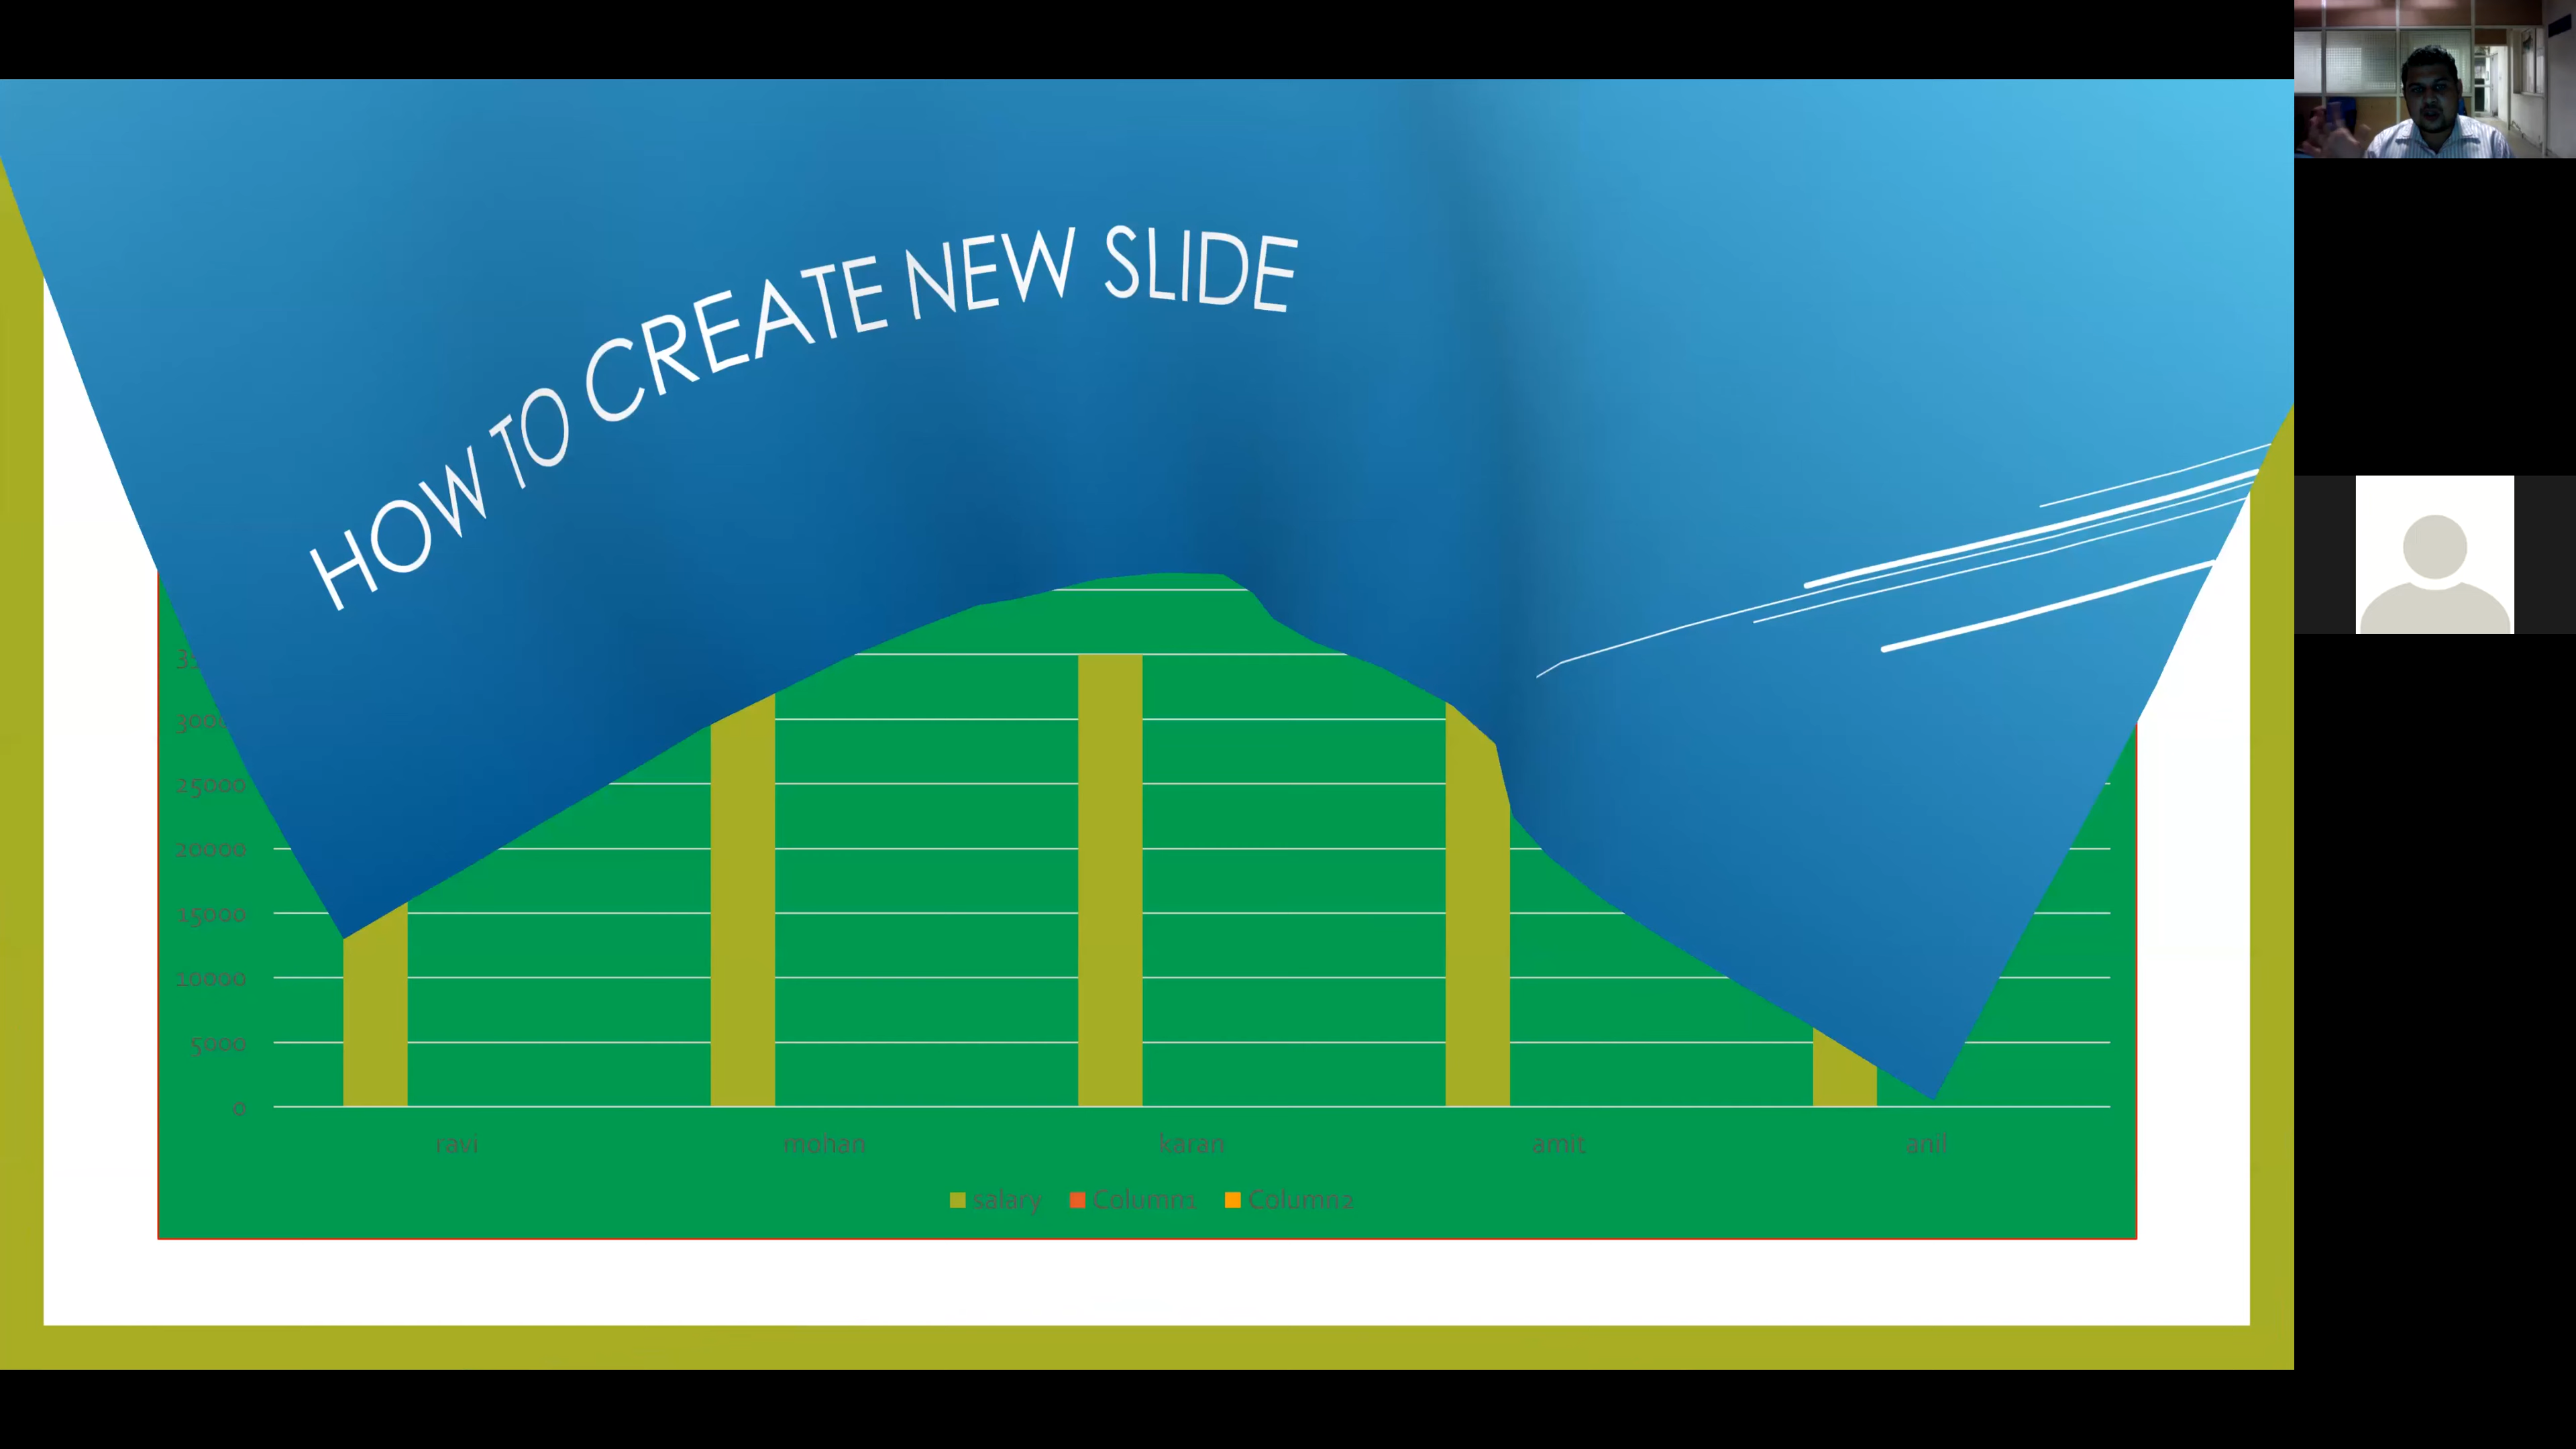 HOW TO CREATE NEW SLIDE
25000
20000
15000
10000
5000
0
ravi mohan karan amit anil
salary Column1 Column2